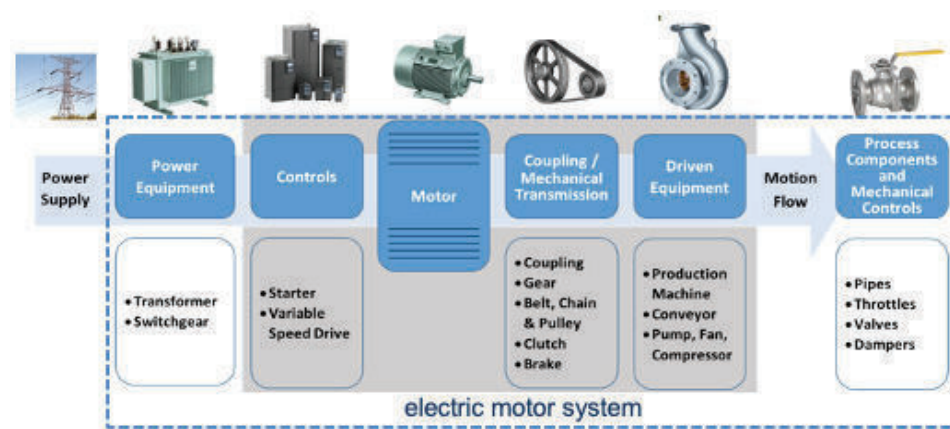 Power
Supply
Power
Equipment
Controls
Motor
Coupling /
Mechanical
Transmission
Driven
Equipment
Motion
Flow
Process
Components
and
Mechanical
Controls
• Transformer
• Switchgear
• Starter
• Variable
Speed Drive
• Coupling
• Gear
• Belt, Chain
& Pulley
• Clutch
• Brake
• Production
Machine
• Conveyor
• Pump, Fan,
Compressor
• Pipes
• Throttles
• Valves
• Dampers
electric motor system